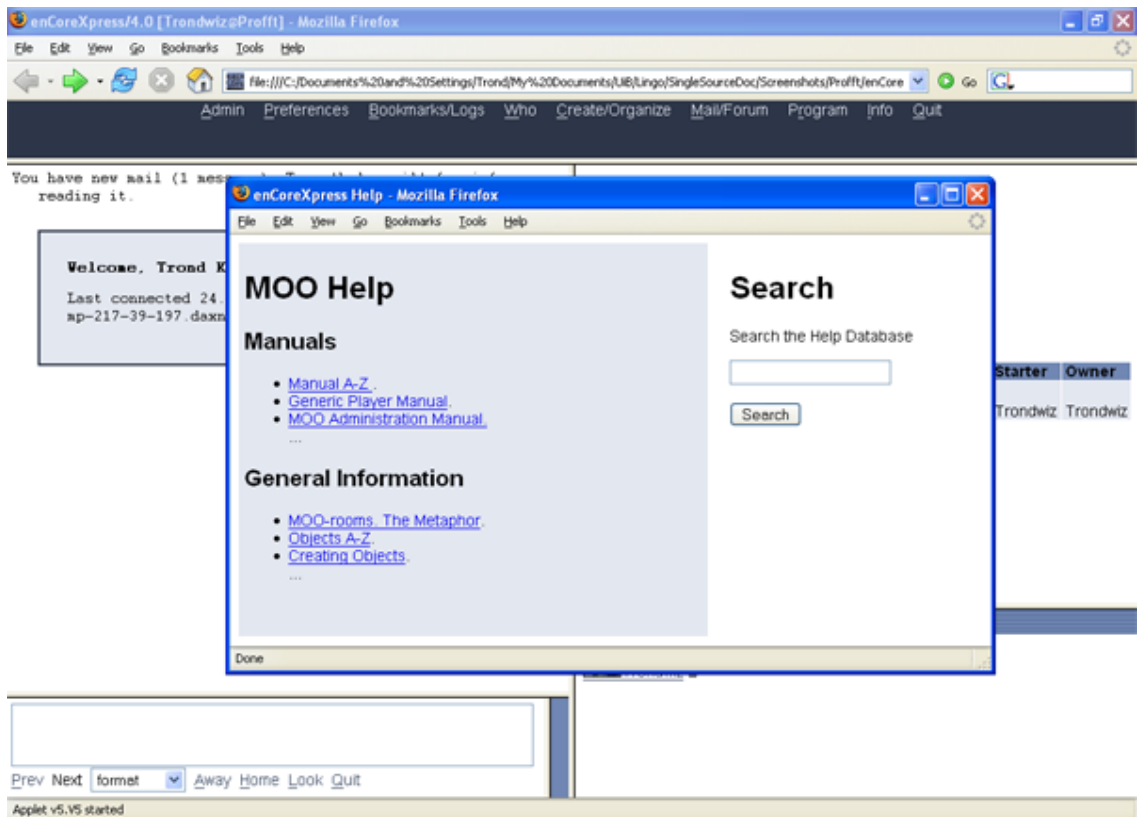 enCoreXpress/4.0 [Trondwiz@Profft] - Mozilla Firefox
File Edit View Go Bookmarks Tools Help
file:///C:/Documents%20and%20Settings/Trond/My%20Documents/UiB/Lingo/SingleSourceDoc/Screenshots/Profft/enCore Go
Admin Preferences Bookmarks/Logs Who Create/Organize Mail/Forum Program Info Quit
You have new mail (1
reading it.
Welcome, Trond K
Last connected 24.
mp-217-39-197.daxn
enCoreXpress Help - Mozilla Firefox
File Edit View Go Bookmarks Tools Help
MOO Help
Manuals
• Manual A-Z .
• Generic Player Manual.
• MOO Administration Manual.
...
General Information
• MOO-rooms. The Metaphor.
• Objects A-Z.
• Creating Objects.
...
Search
Search the Help Database
Search
Done
Starter Owner
Trondwiz Trondwiz
Prev Next format Away Home Look Quit
Applet v5.V5 started